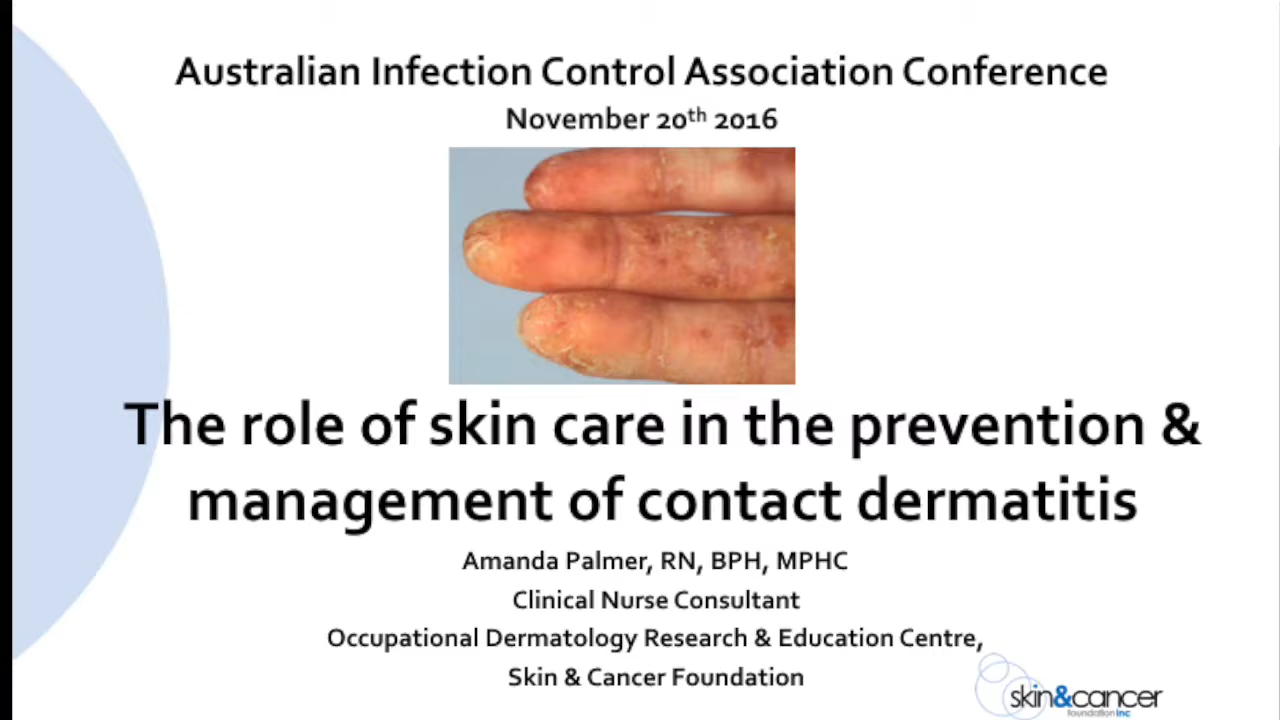 Australian Infection Control Association Conference
November 20th 2016
The role of skin care in the prevention &
management of contact dermatitis
Amanda Palmer, RN, BPH, MPHC
Clinical Nurse Consultant
Occupational Dermatology Research & Education Centre,
Skin & Cancer Foundation
skin&cancer
foundation inc